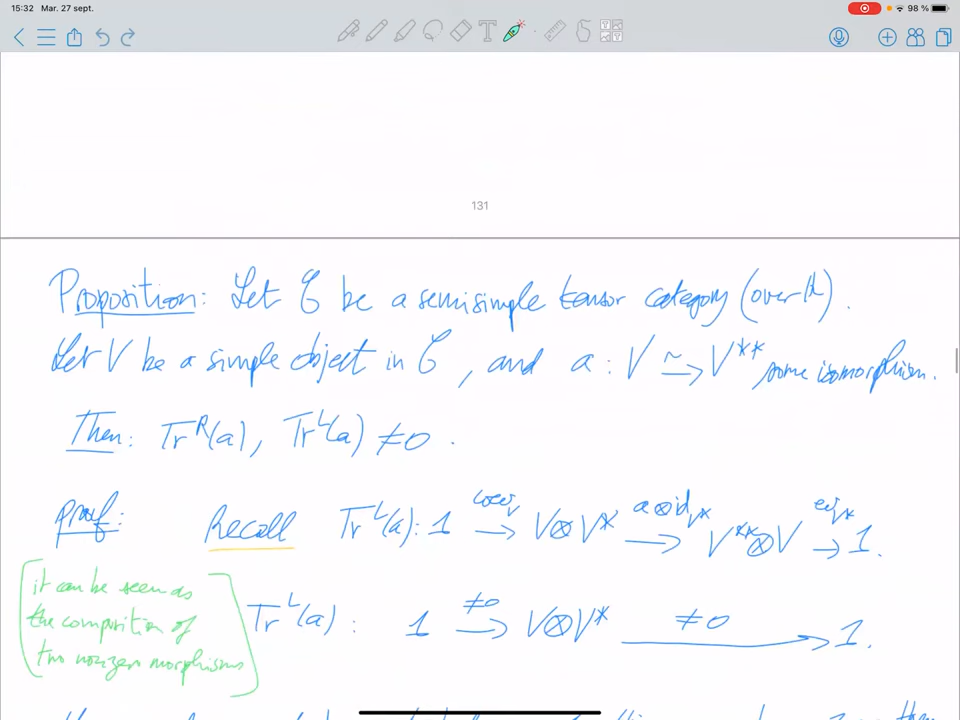 15:32 Mar. 27 sept.
98 %
131
Proposition: Let C be a semisimple tensor category (over k).
Let V be a simple object in C, and a : V ≃→ V** some isomorphism.
Then: Tr^R(a), Tr^L(a) ≠ 0.
Proof: Recall Tr^L(a): 1 →(coev_V) V⊗V* →(a⊗id_V*) V**⊗V →(ev_V*) 1.
it can be seen as
the composition of
two nonzero morphisms
Tr^L(a): 1 →(≠0) V⊗V* →(≠0) 1.